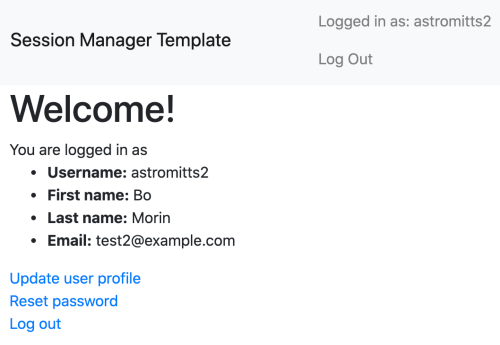 Session Manager Template
Logged in as: astromitts2
Log Out
Welcome!
You are logged in as
• Username: astromitts2
• First name: Bo
• Last name: Morin
• Email: test2@example.com
Update user profile
Reset password
Log out